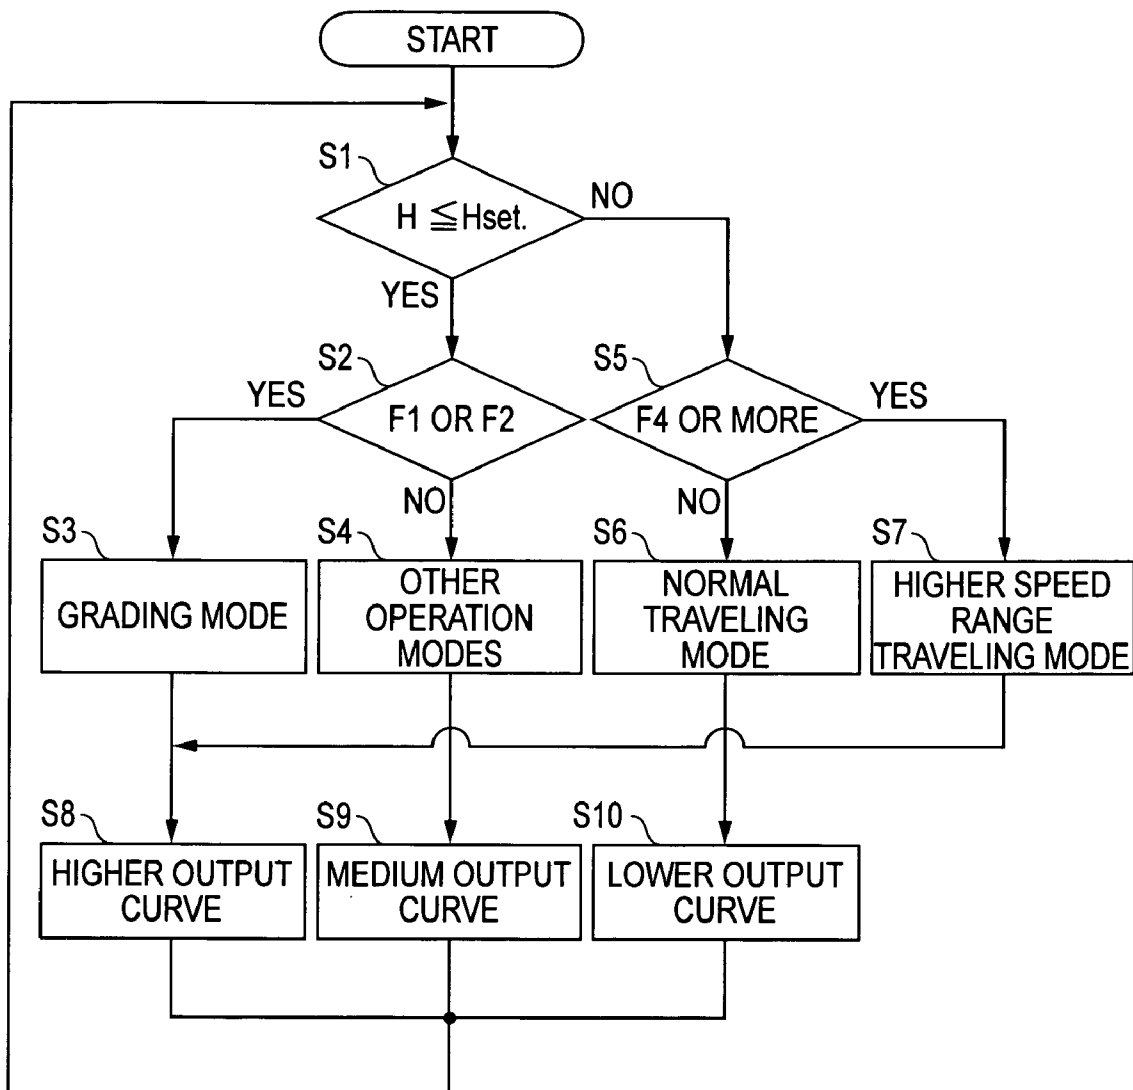 START
S1
H ≦Hset.
NO
YES
S2
YES
F1 OR F2
S5
F4 OR MORE
YES
NO
NO
S3
GRADING MODE
S4
OTHER
OPERATION
MODES
S6
NORMAL
TRAVELING
MODE
S7
HIGHER SPEED
RANGE
TRAVELING MODE
S8
HIGHER OUTPUT
CURVE
S9
MEDIUM OUTPUT
CURVE
S10
LOWER OUTPUT
CURVE